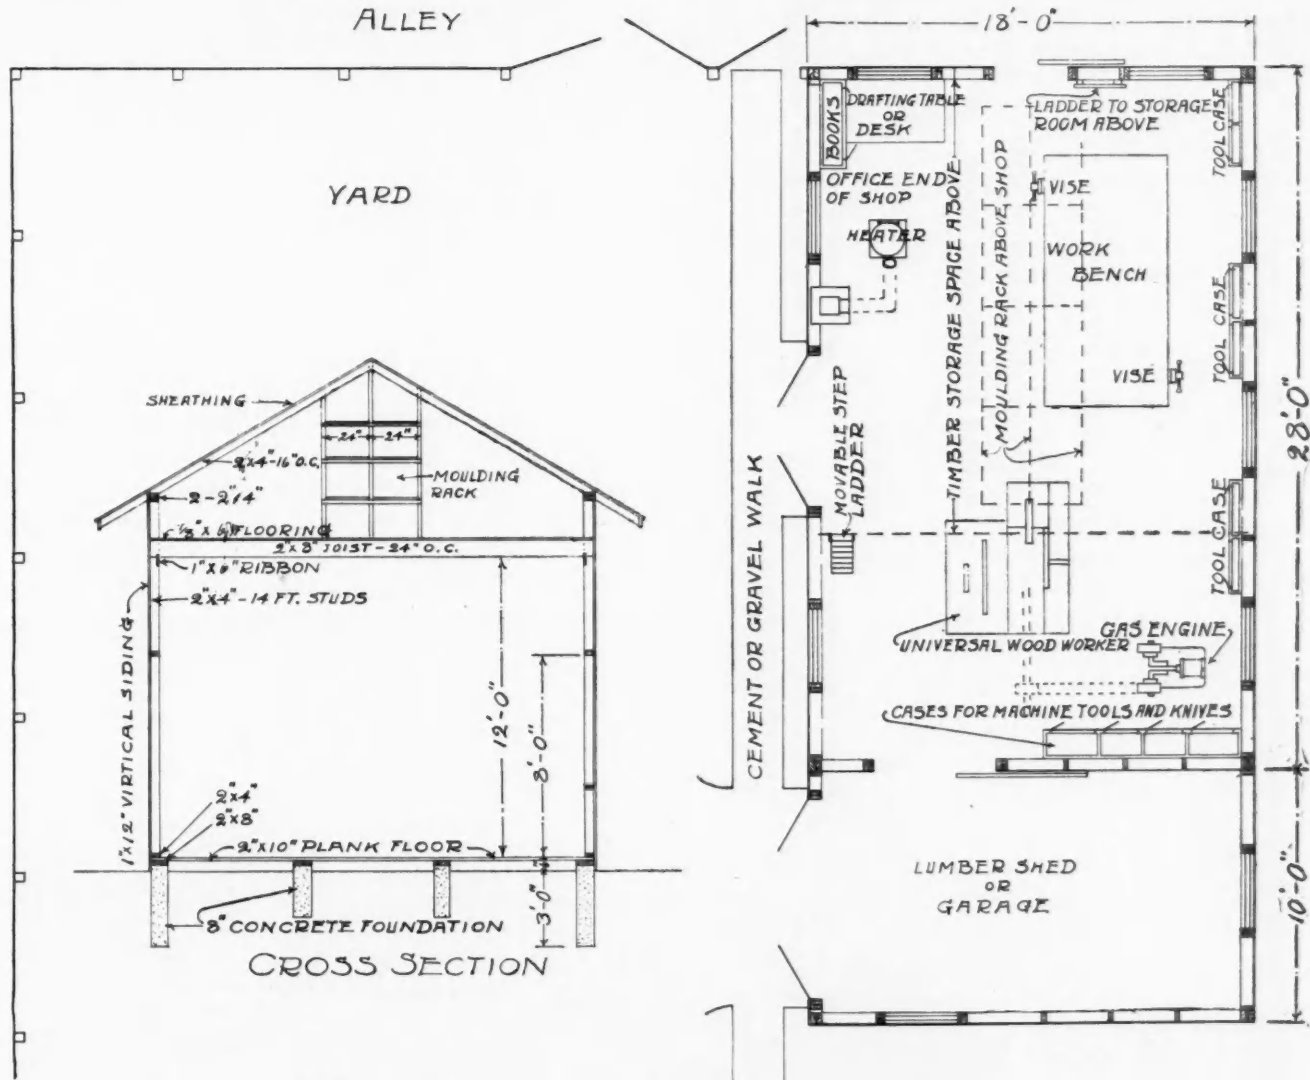 ALLEY
YARD
SHEATHING
2x4-16"O.C.
24" 24"
MOULDING
RACK
2-2"x4"
7/8" x 6" FLOORING
2"x8" JOIST-24" O.C.
1"x6" RIBBON
2"x4"-14 FT. STUDS
1"x12" VIRTICAL SIDING
12'-0"
8'-0"
2"x4"
2"x8"
2"x10" PLANK FLOOR
3'-0"
8" CONCRETE FOUNDATION
CROSS SECTION
18'-0"
BOOKS
DRAFTING TABLE
OR
DESK
LADDER TO STORAGE
ROOM ABOVE
TOOL CASE
OFFICE END
OF SHOP
HEATER
TIMBER STORAGE SPACE ABOVE
MOULDING RACK ABOVE SHOP
VISE
WORK
BENCH
VISE
TOOL CASE
28'-0"
MOVABLE STEP
LADDER
CEMENT OR GRAVEL WALK
TOOL CASE
UNIVERSAL WOOD WORKER
GAS ENGINE
CASES FOR MACHINE TOOLS AND KNIVES
LUMBER SHED
OR
GARAGE
10'-0"